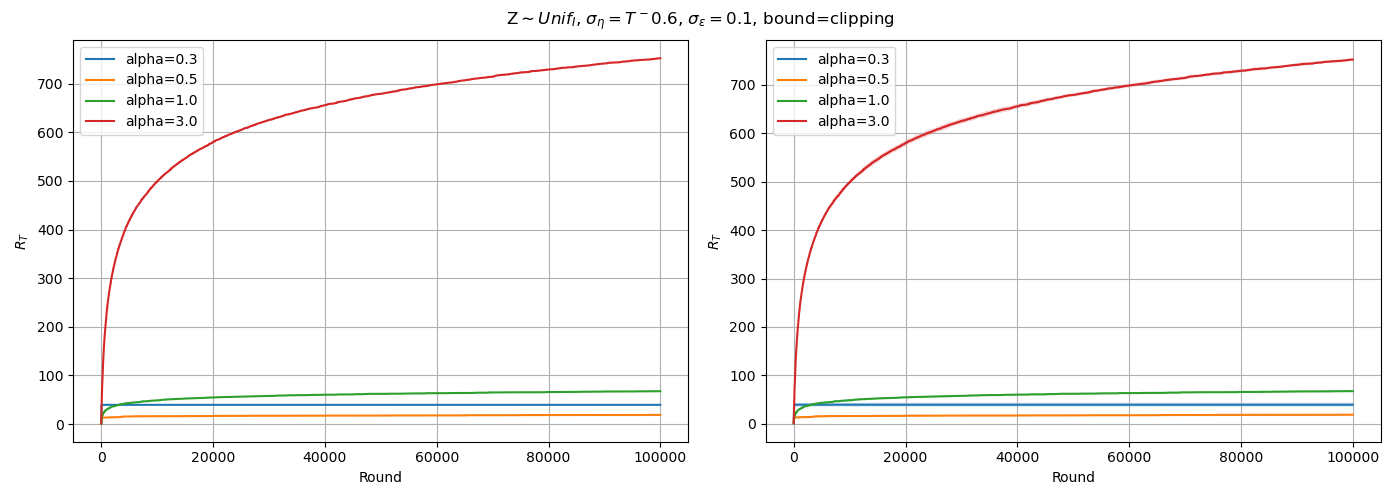 Z ∼ Unif_I, σ_η = T^−0.6, σ_ε = 0.1, bound=clipping
alpha=0.3
alpha=0.5
alpha=1.0
alpha=3.0
700
600
500
400
300
200
100
0
R_T
0 20000 40000 60000 80000 100000
Round
alpha=0.3
alpha=0.5
alpha=1.0
alpha=3.0
700
600
500
400
300
200
100
0
R_T
0 20000 40000 60000 80000 100000
Round